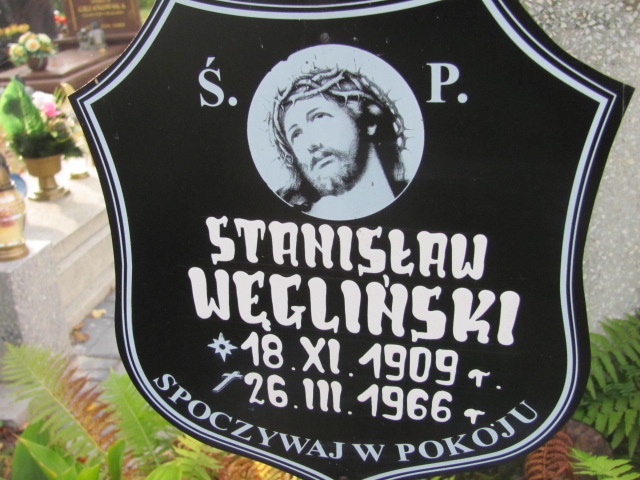 Ś. P.
STANISŁAW
WĘGLIŃSKI
* 18.XI.1909 r.
† 26.III.1966 r
SPOCZYWAJ W POKOJU